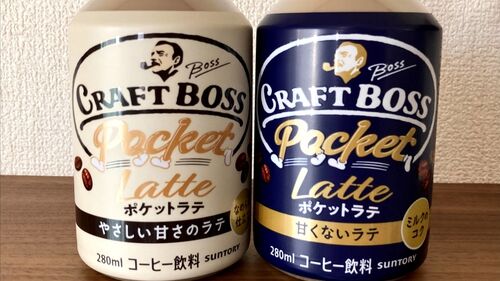 Boss
CRAFT BOSS
Pocket
Latte
ポケットラテ
やさしい甘さのラテ
280ml コーヒー飲料 SUNTORY
Boss
CRAFT BOSS
Pocket
Latte
ポケットラテ
甘くないラテ
ミルクの
コク
280ml コーヒー飲料 SUNTORY